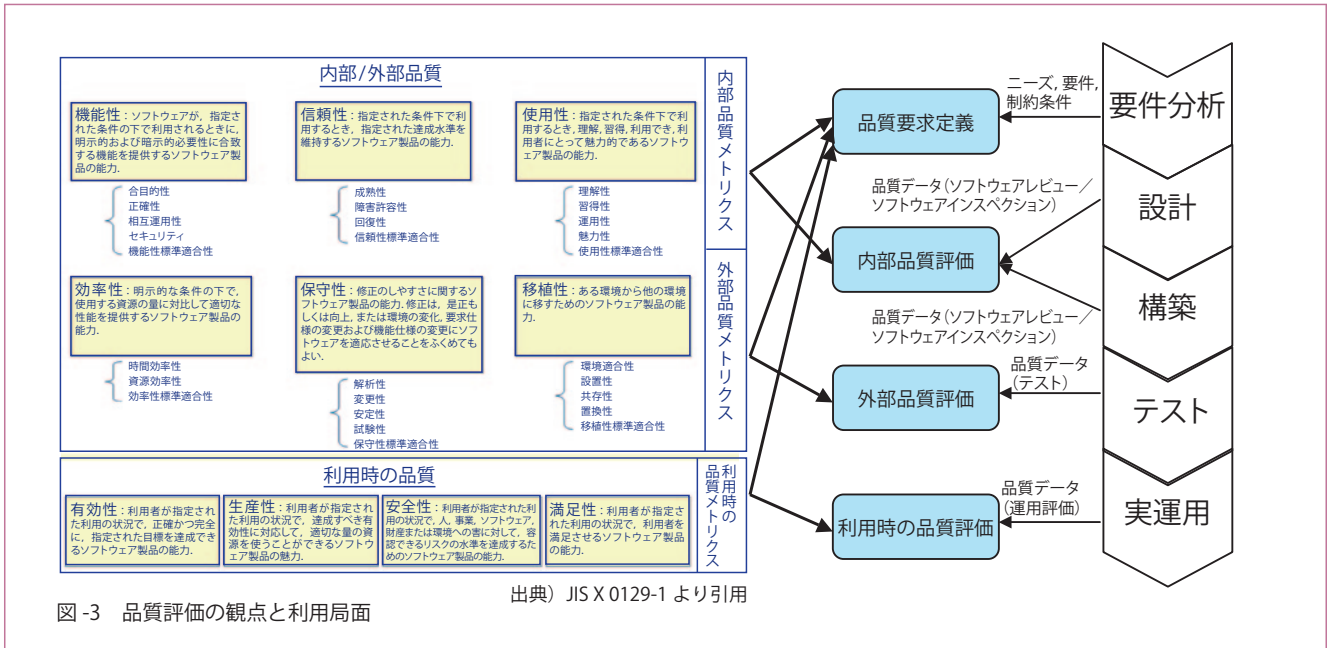 内部/外部品質
機能性：ソフトウェアが，指定
された条件の下で利用されるときに，
明示的および暗示的必要性に合致
する機能を提供するソフトウェア製
品の能力．
合目的性
正確性
相互運用性
セキュリティ
機能性標準適合性
信頼性：指定された条件下で利
用するとき，指定された達成水準を
維持するソフトウェア製品の能力．
成熟性
障害許容性
回復性
信頼性標準適合性
使用性：指定された条件下で利
用するとき，理解，習得，利用でき，利
用者にとって魅力的であるソフトウ
ェア製品の能力．
理解性
習得性
運用性
魅力性
使用性標準適合性
効率性：明示的な条件の下で，
使用する資源の量に対比して適切な
性能を提供するソフトウェア製品の
能力．
時間効率性
資源効率性
効率性標準適合性
保守性：修正のしやすさに関するソ
フトウェア製品の能力．修正は，是正も
しくは向上，または環境の変化，要求仕
様の変更および機能仕様の変更にソフ
トウェアを適応させることをふくめても
よい．
解析性
変更性
安定性
試験性
保守性標準適合性
移植性：ある環境から他の環境
に移すためのソフトウェア製品の能
力．
環境適合性
設置性
共存性
置換性
移植性標準適合性
内部品質メトリクス
外部品質メトリクス
利用時の品質
有効性：利用者が指定され
た利用の状況で，正確かつ完全
に，指定された目標を達成でき
るソフトウェア製品の能力．
生産性：利用者が指定され
た利用の状況で，達成すべき有
効性に対応して，適切な量の資
源を使うことができるソフトウ
ェア製品の魅力．
安全性：利用者が指定された利
用の状況で，人，事業，ソフトウェア，
財産または環境への害に対して，容
認できるリスクの水準を達成するた
めのソフトウェア製品の能力．
満足性：利用者が指定
された利用の状況で，利用者を
満足させるソフトウェア製品
の能力．
利用時の
品質メトリクス
品質要求定義
内部品質評価
外部品質評価
利用時の品質評価
ニーズ，要件，
制約条件
品質データ（ソフトウェアレビュー／
ソフトウェアインスペクション）
品質データ（ソフトウェアレビュー／
ソフトウェアインスペクション）
品質データ
（テスト）
品質データ
（運用評価）
要件分析
設計
構築
テスト
実運用
出典）JIS X 0129-1 より引用
図-3　品質評価の観点と利用局面